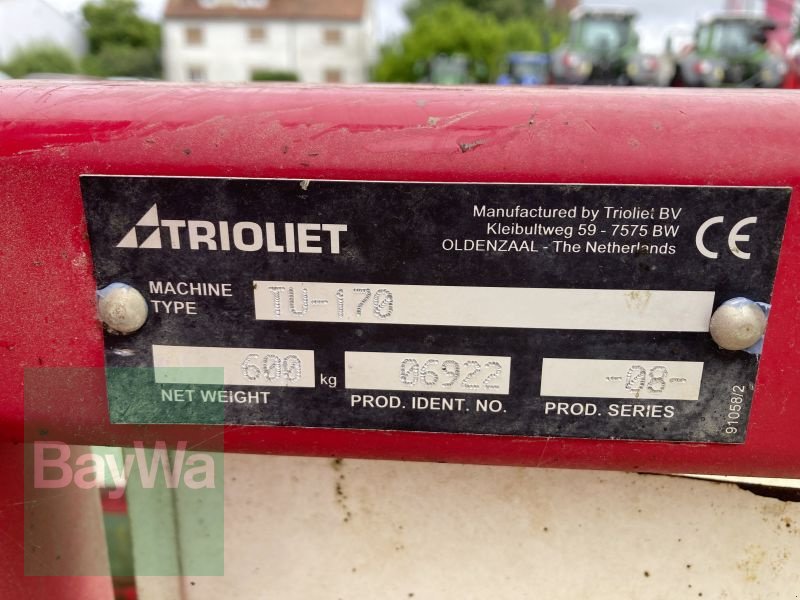 TRIOLIET
Manufactured by Trioliet BV
Kleibultweg 59 - 7575 BW
OLDENZAAL - The Netherlands
CE
MACHINE TYPE
TU-170
600 kg
06922
-08-
NET WEIGHT
PROD. IDENT. NO.
PROD. SERIES
91058/2
BayWa